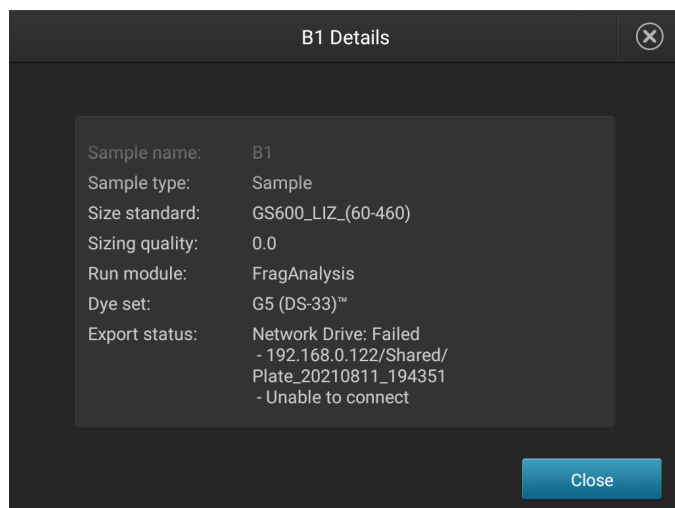 B1 Details
Sample name: B1
Sample type: Sample
Size standard: GS600_LIZ_(60-460)
Sizing quality: 0.0
Run module: FragAnalysis
Dye set: G5 (DS-33)™
Export status: Network Drive: Failed
- 192.168.0.122/Shared/
Plate_20210811_194351
- Unable to connect
Close